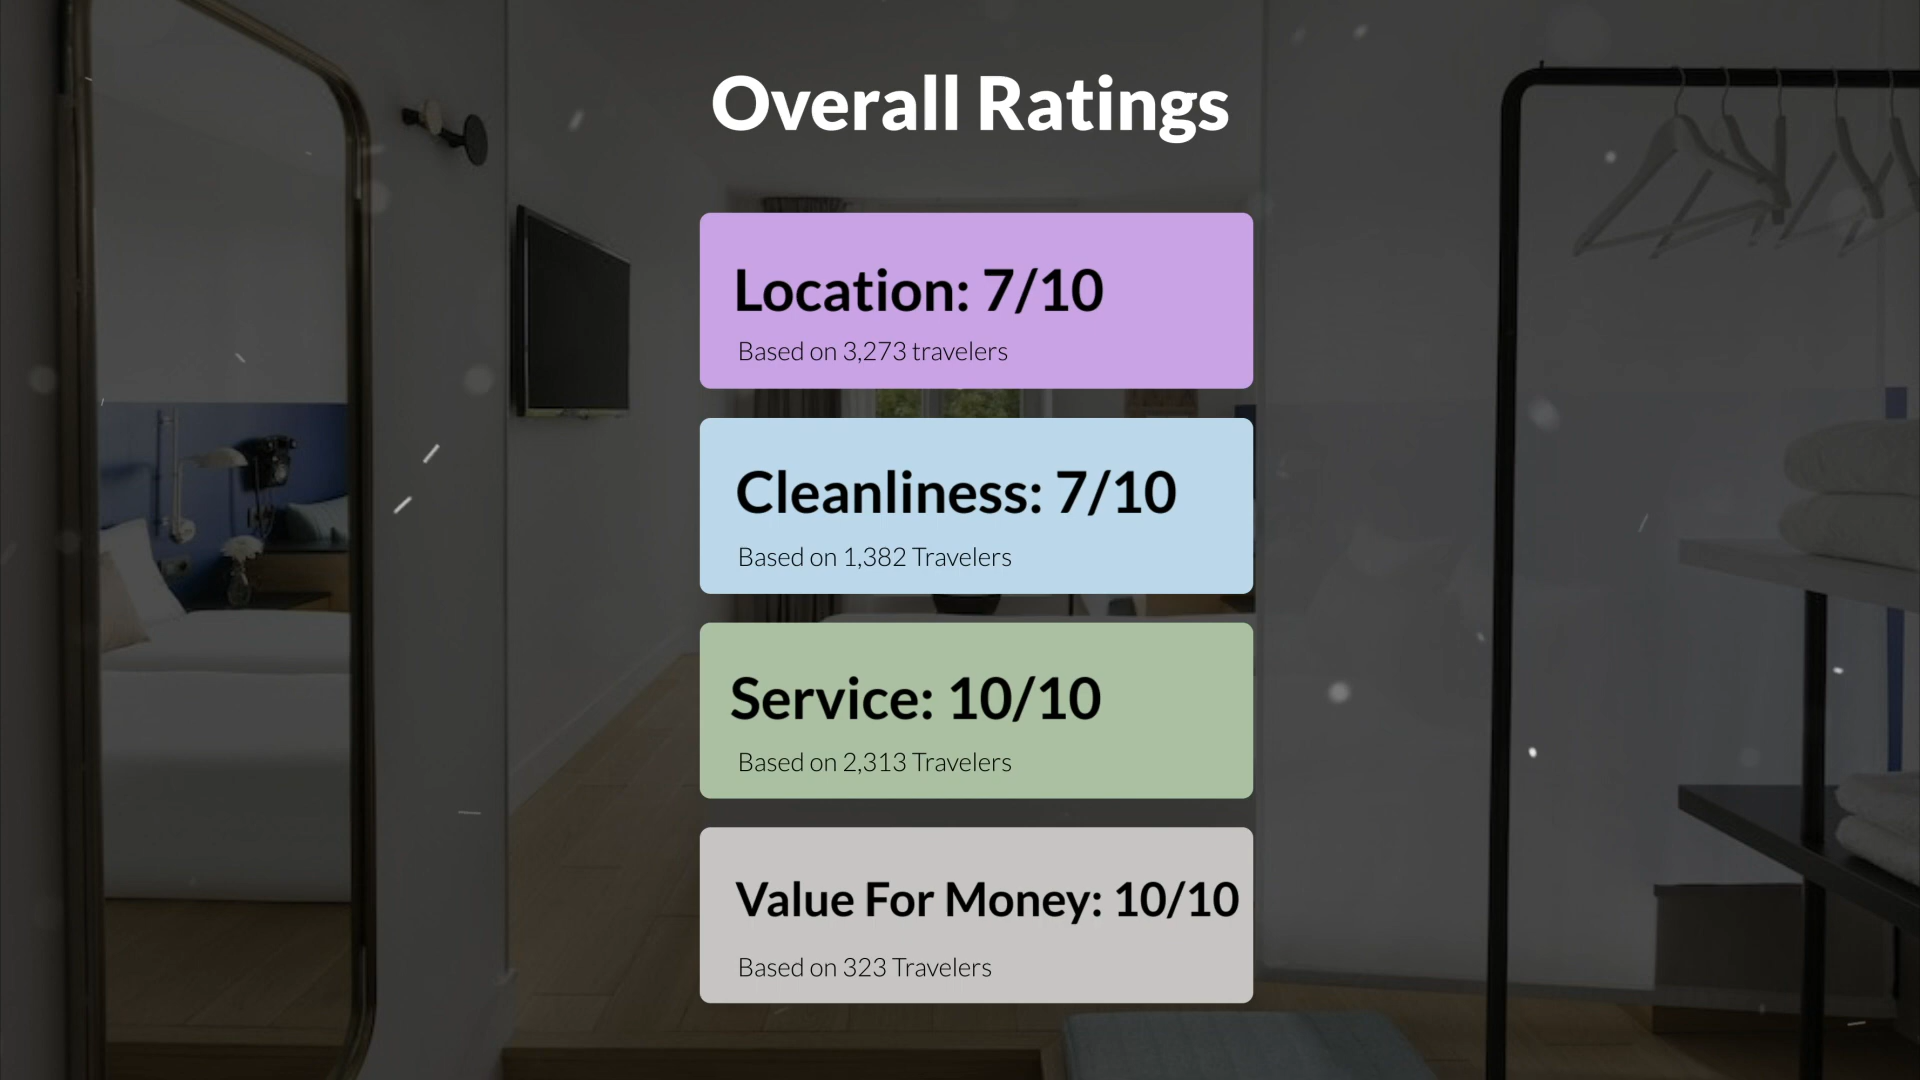 Overall Ratings
Location: 7/10
Based on 3,273 travelers
Cleanliness: 7/10
Based on 1,382 Travelers
Service: 10/10
Based on 2,313 Travelers
Value For Money: 10/10
Based on 323 Travelers